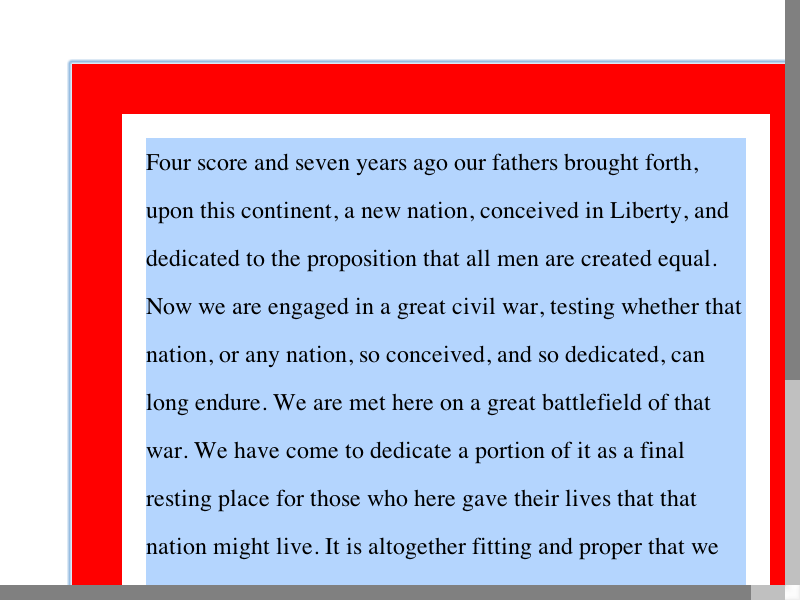 Four score and seven years ago our fathers brought forth,
upon this continent, a new nation, conceived in Liberty, and
dedicated to the proposition that all men are created equal.
Now we are engaged in a great civil war, testing whether that
nation, or any nation, so conceived, and so dedicated, can
long endure. We are met here on a great battlefield of that
war. We have come to dedicate a portion of it as a final
resting place for those who here gave their lives that that
nation might live. It is altogether fitting and proper that we